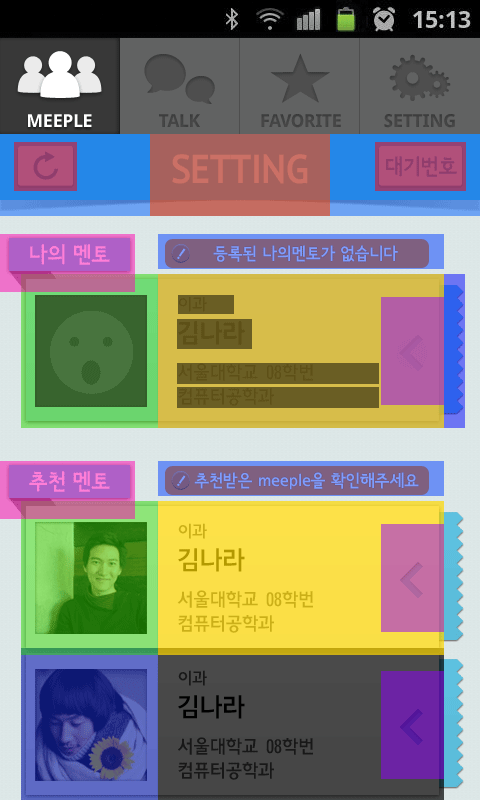 15:13
MEEPLE TALK FAVORITE SETTING
SETTING
대기번호
나의 멘토
등록된 나의멘토가 없습니다
이과
김나라
서울대학교 08학번
컴퓨터공학과
추천 멘토
추천받은 meeple을 확인해주세요
이과
김나라
서울대학교 08학번
컴퓨터공학과
이과
김나라
서울대학교 08학번
컴퓨터공학과